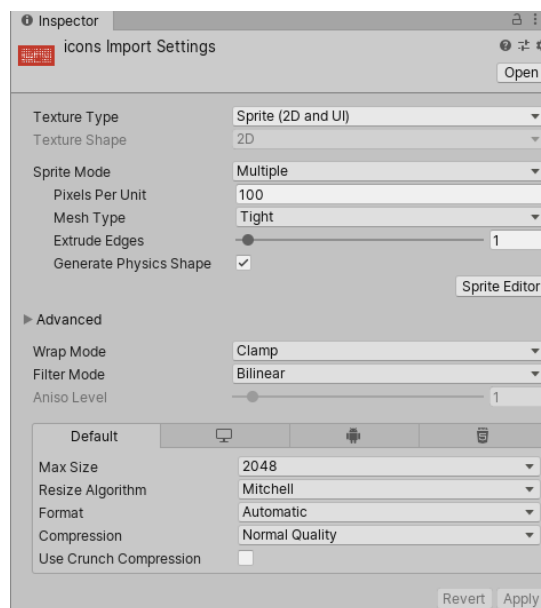 Inspector
icons Import Settings
Open
Texture Type Sprite (2D and UI)
Texture Shape 2D
Sprite Mode Multiple
Pixels Per Unit 100
Mesh Type Tight
Extrude Edges 1
Generate Physics Shape
Sprite Editor
Advanced
Wrap Mode Clamp
Filter Mode Bilinear
Aniso Level 1
Default
Max Size 2048
Resize Algorithm Mitchell
Format Automatic
Compression Normal Quality
Use Crunch Compression
Revert Apply